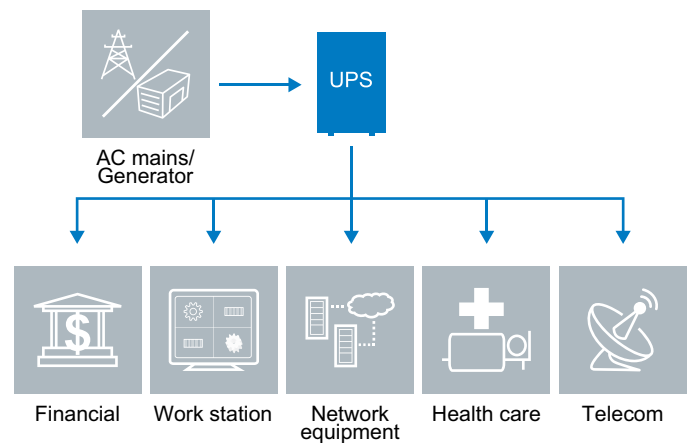 UPS
AC mains/
Generator
$
Financial
Work station
Network
equipment
Health care
Telecom